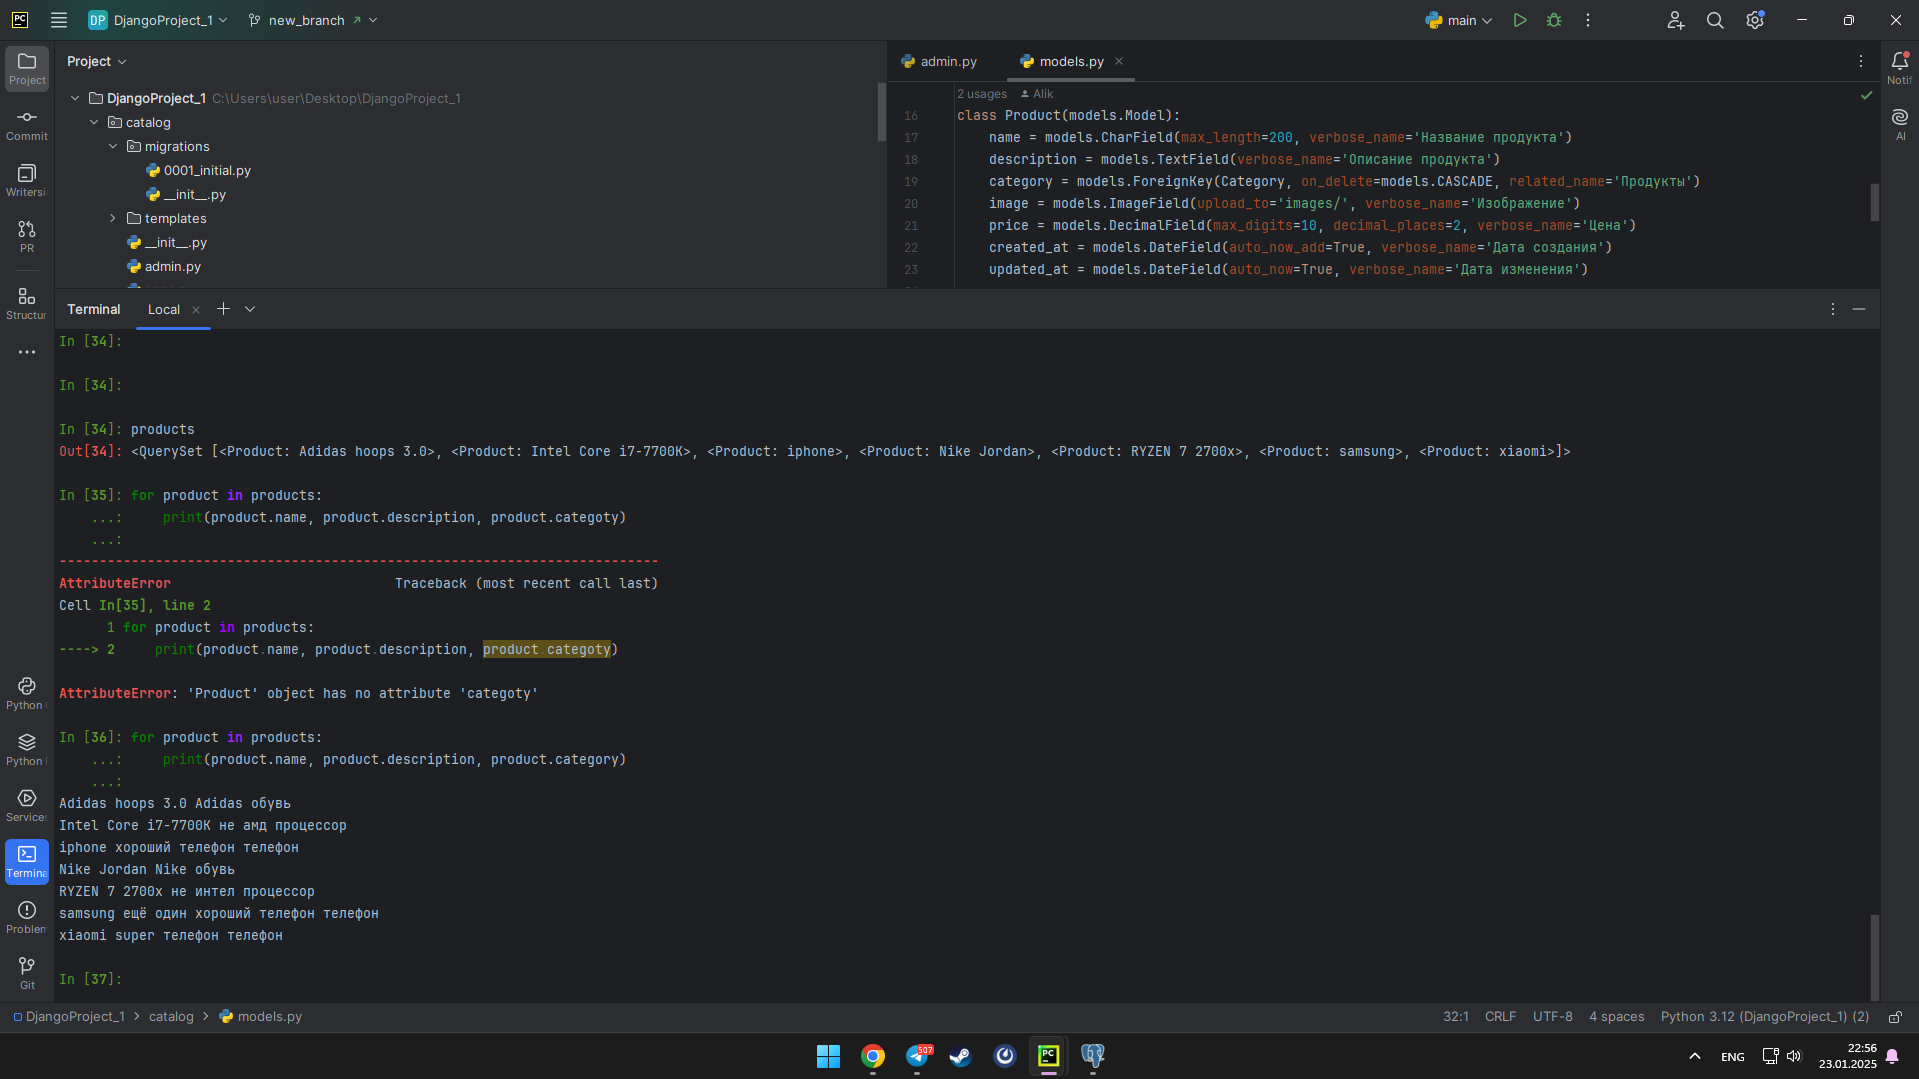 PC DP DjangoProject_1 new_branch main
Project
Commit
Writersi
PR
Structur
Python
Python
Services
Termina
Problem
Git
Project
DjangoProject_1 C:\Users\user\Desktop\DjangoProject_1
catalog
migrations
0001_initial.py
__init__.py
templates
__init__.py
admin.py
admin.py models.py
2 usages Alik
16 class Product(models.Model):
17 name = models.CharField(max_length=200, verbose_name='Название продукта')
18 description = models.TextField(verbose_name='Описание продукта')
19 category = models.ForeignKey(Category, on_delete=models.CASCADE, related_name='Продукты')
20 image = models.ImageField(upload_to='images/', verbose_name='Изображение')
21 price = models.DecimalField(max_digits=10, decimal_places=2, verbose_name='Цена')
22 created_at = models.DateField(auto_now_add=True, verbose_name='Дата создания')
23 updated_at = models.DateField(auto_now=True, verbose_name='Дата изменения')
Notif
AI
Terminal Local
In [34]:
In [34]:
In [34]: products
Out[34]: <QuerySet [<Product: Adidas hoops 3.0>, <Product: Intel Core i7-7700K>, <Product: iphone>, <Product: Nike Jordan>, <Product: RYZEN 7 2700x>, <Product: samsung>, <Product: xiaomi>]>
In [35]: for product in products:
...: print(product.name, product.description, product.categoty)
...:
---------------------------------------------------------------------------
AttributeError Traceback (most recent call last)
Cell In[35], line 2
1 for product in products:
----> 2 print(product.name, product.description, product.categoty)
AttributeError: 'Product' object has no attribute 'categoty'
In [36]: for product in products:
...: print(product.name, product.description, product.category)
...:
Adidas hoops 3.0 Adidas обувь
Intel Core i7-7700K не амд процессор
iphone хороший телефон телефон
Nike Jordan Nike обувь
RYZEN 7 2700x не интел процессор
samsung ещё один хороший телефон телефон
xiaomi super телефон телефон
In [37]:
DjangoProject_1 > catalog > models.py 32:1 CRLF UTF-8 4 spaces Python 3.12 (DjangoProject_1) (2)
507 PC ENG 22:56
23.01.2025